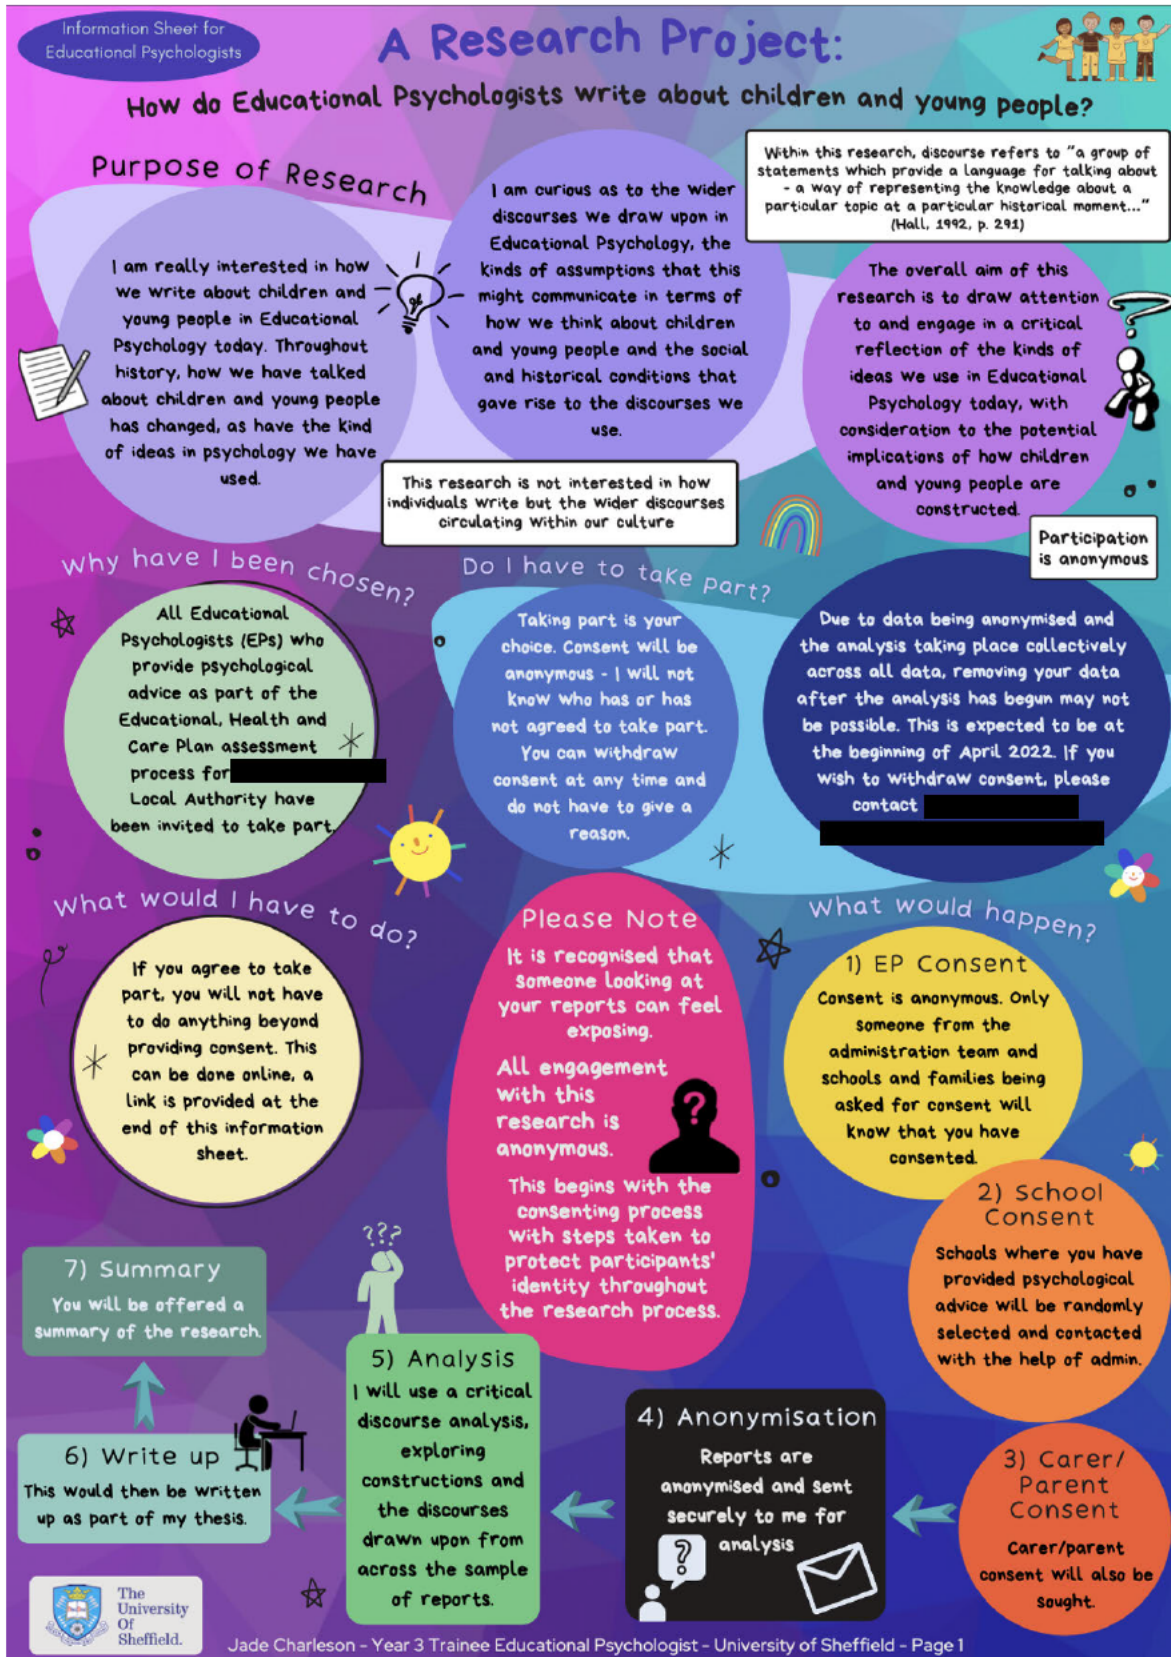 Information Sheet for
Educational Psychologists
A Research Project:
How do Educational Psychologists write about children and young people?
Purpose of Research
I am really interested in how
we write about children and
young people in Educational
Psychology today. Throughout
history, how we have talked
about children and young people
has changed, as have the kind
of ideas in psychology we have
used.
I am curious as to the wider
discourses we draw upon in
Educational Psychology, the
kinds of assumptions that this
might communicate in terms of
how we think about children
and young people and the social
and historical conditions that
gave rise to the discourses we
use.
Within this research, discourse refers to "a group of
statements which provide a language for talking about
- a way of representing the knowledge about a
particular topic at a particular historical moment..."
(Hall, 1992, p. 291)
The overall aim of this
research is to draw attention
to and engage in a critical
reflection of the kinds of
ideas we use in Educational
Psychology today, with
consideration to the potential
implications of how children
and young people are
constructed.
This research is not interested in how
individuals write but the wider discourses
circulating within our culture
Participation
is anonymous
Why have I been chosen?
All Educational
Psychologists (EPs) who
provide psychological
advice as part of the
Educational, Health and
Care Plan assessment
process for
Local Authority have
been invited to take part.
Do I have to take part?
Taking part is your
choice. Consent will be
anonymous - I will not
know who has or has
not agreed to take part.
You can withdraw
consent at any time and
do not have to give a
reason.
Due to data being anonymised and
the analysis taking place collectively
across all data, removing your data
after the analysis has begun may not
be possible. This is expected to be at
the beginning of April 2022. If you
wish to withdraw consent, please
contact
What would I have to do?
If you agree to take
part, you will not have
to do anything beyond
providing consent. This
can be done online, a
link is provided at the
end of this information
sheet.
Please Note
It is recognised that
someone looking at
your reports can feel
exposing.
All engagement
with this
research is
anonymous.
This begins with the
consenting process
with steps taken to
protect participants'
identity throughout
the research process.
What would happen?
1) EP Consent
Consent is anonymous. Only
someone from the
administration team and
schools and families being
asked for consent will
know that you have
consented.
2) School
Consent
Schools where you have
provided psychological
advice will be randomly
selected and contacted
with the help of admin.
3) Carer/
Parent
Consent
Carer/parent
consent will also be
sought.
4) Anonymisation
Reports are
anonymised and sent
securely to me for
analysis
?
???
5) Analysis
I will use a critical
discourse analysis,
exploring
constructions and
the discourses
drawn upon from
across the sample
of reports.
6) Write up
This would then be written
up as part of my thesis.
7) Summary
You will be offered a
summary of the research.
The
University
Of
Sheffield.
Jade Charleson - Year 3 Trainee Educational Psychologist - University of Sheffield - Page 1